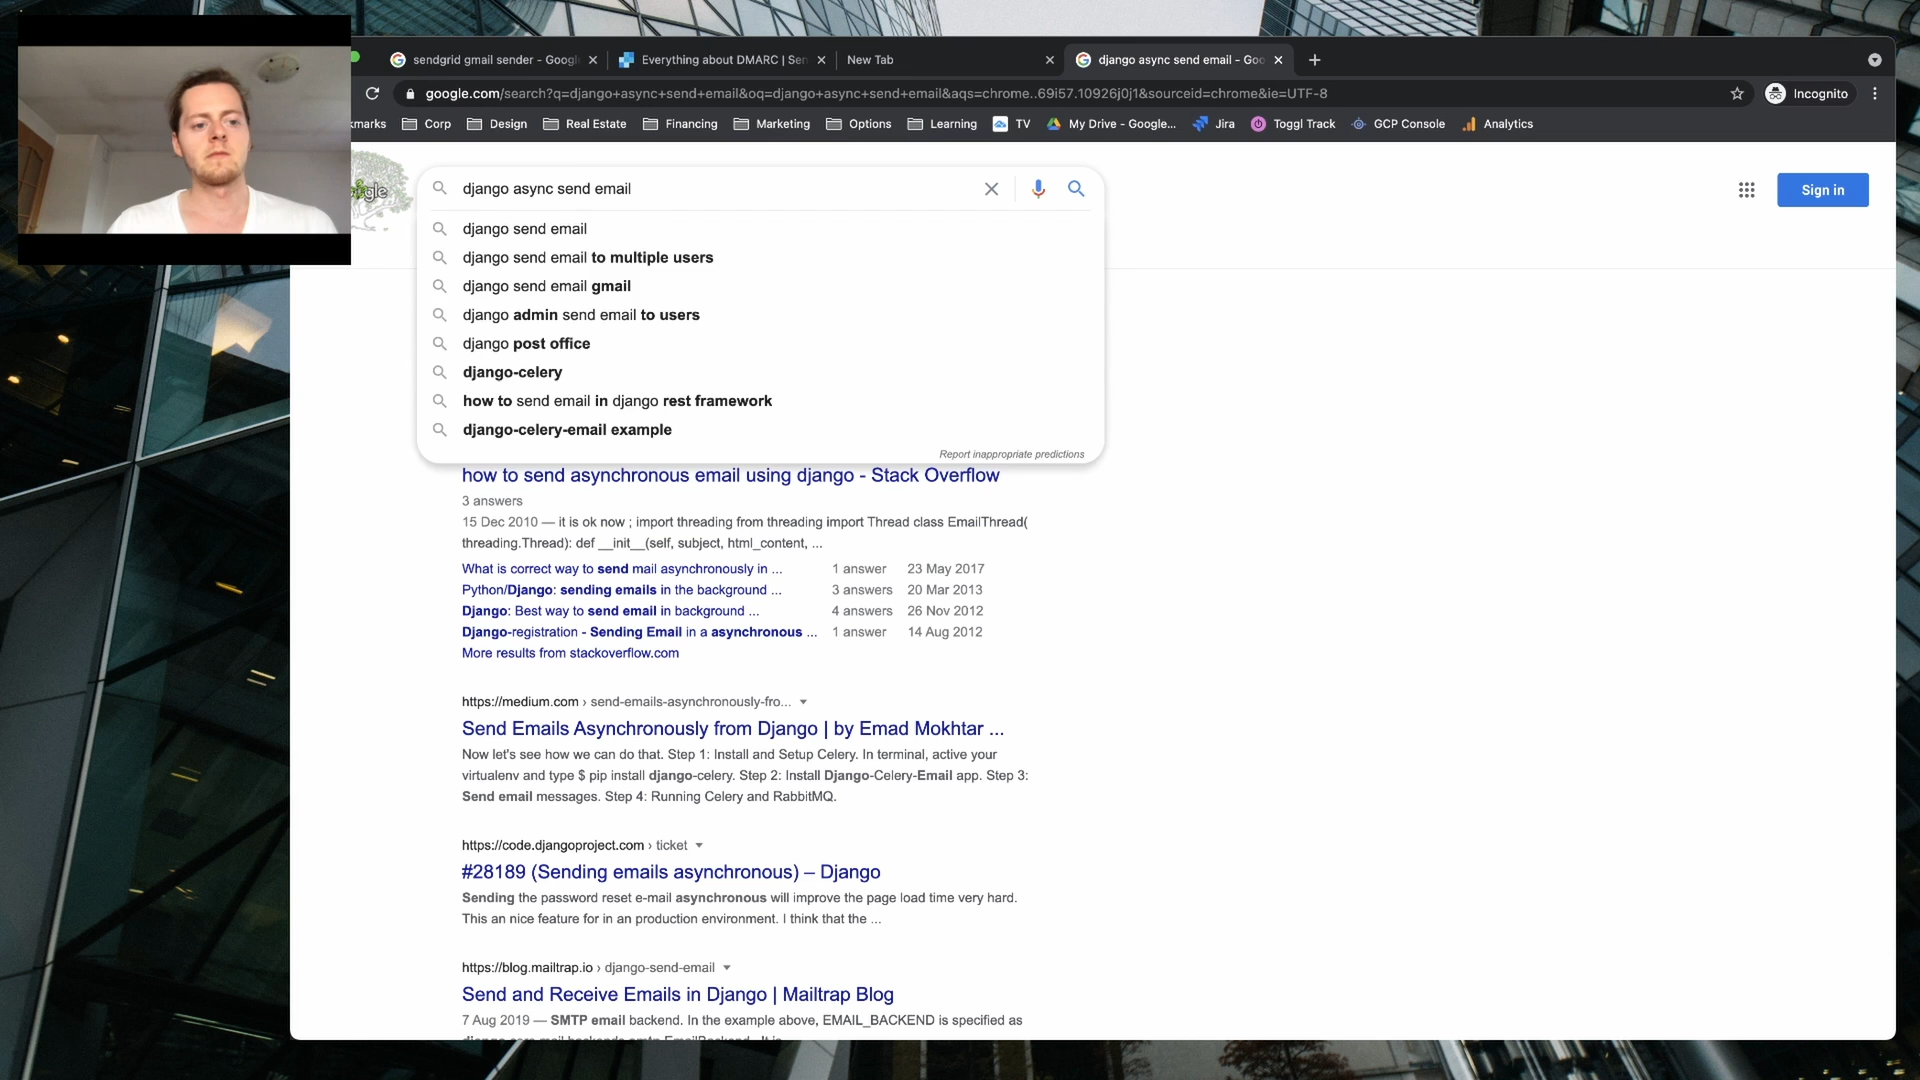 sendgrid gmail sender - Googl
Everything about DMARC | Sen
New Tab
django async send email - Goo
google.com/search?q=django+async+send+email&oq=django+async+send+email&aqs=chrome..69i57.10926j0j1&sourceid=chrome&ie=UTF-8
Incognito
kmarks
Corp
Design
Real Estate
Financing
Marketing
Options
Learning
TV
My Drive - Google...
Jira
Toggl Track
GCP Console
Analytics
django async send email
Sign in
django send email
django send email to multiple users
django send email gmail
django admin send email to users
django post office
django-celery
how to send email in django rest framework
django-celery-email example
Report inappropriate predictions
how to send asynchronous email using django - Stack Overflow
3 answers
15 Dec 2010 — it is ok now ; import threading from threading import Thread class EmailThread(
threading.Thread): def __init__(self, subject, html_content, ...
What is correct way to send mail asynchronously in ... 1 answer 23 May 2017
Python/Django: sending emails in the background ... 3 answers 20 Mar 2013
Django: Best way to send email in background ... 4 answers 26 Nov 2012
Django-registration - Sending Email in a asynchronous ... 1 answer 14 Aug 2012
More results from stackoverflow.com
https://medium.com › send-emails-asynchronously-fro...
Send Emails Asynchronously from Django | by Emad Mokhtar ...
Now let's see how we can do that. Step 1: Install and Setup Celery. In terminal, active your
virtualenv and type $ pip install django-celery. Step 2: Install Django-Celery-Email app. Step 3:
Send email messages. Step 4: Running Celery and RabbitMQ.
https://code.djangoproject.com › ticket
#28189 (Sending emails asynchronous) – Django
Sending the password reset e-mail asynchronous will improve the page load time very hard.
This an nice feature for in an production environment. I think that the ...
https://blog.mailtrap.io › django-send-email
Send and Receive Emails in Django | Mailtrap Blog
7 Aug 2019 — SMTP email backend. In the example above, EMAIL_BACKEND is specified as